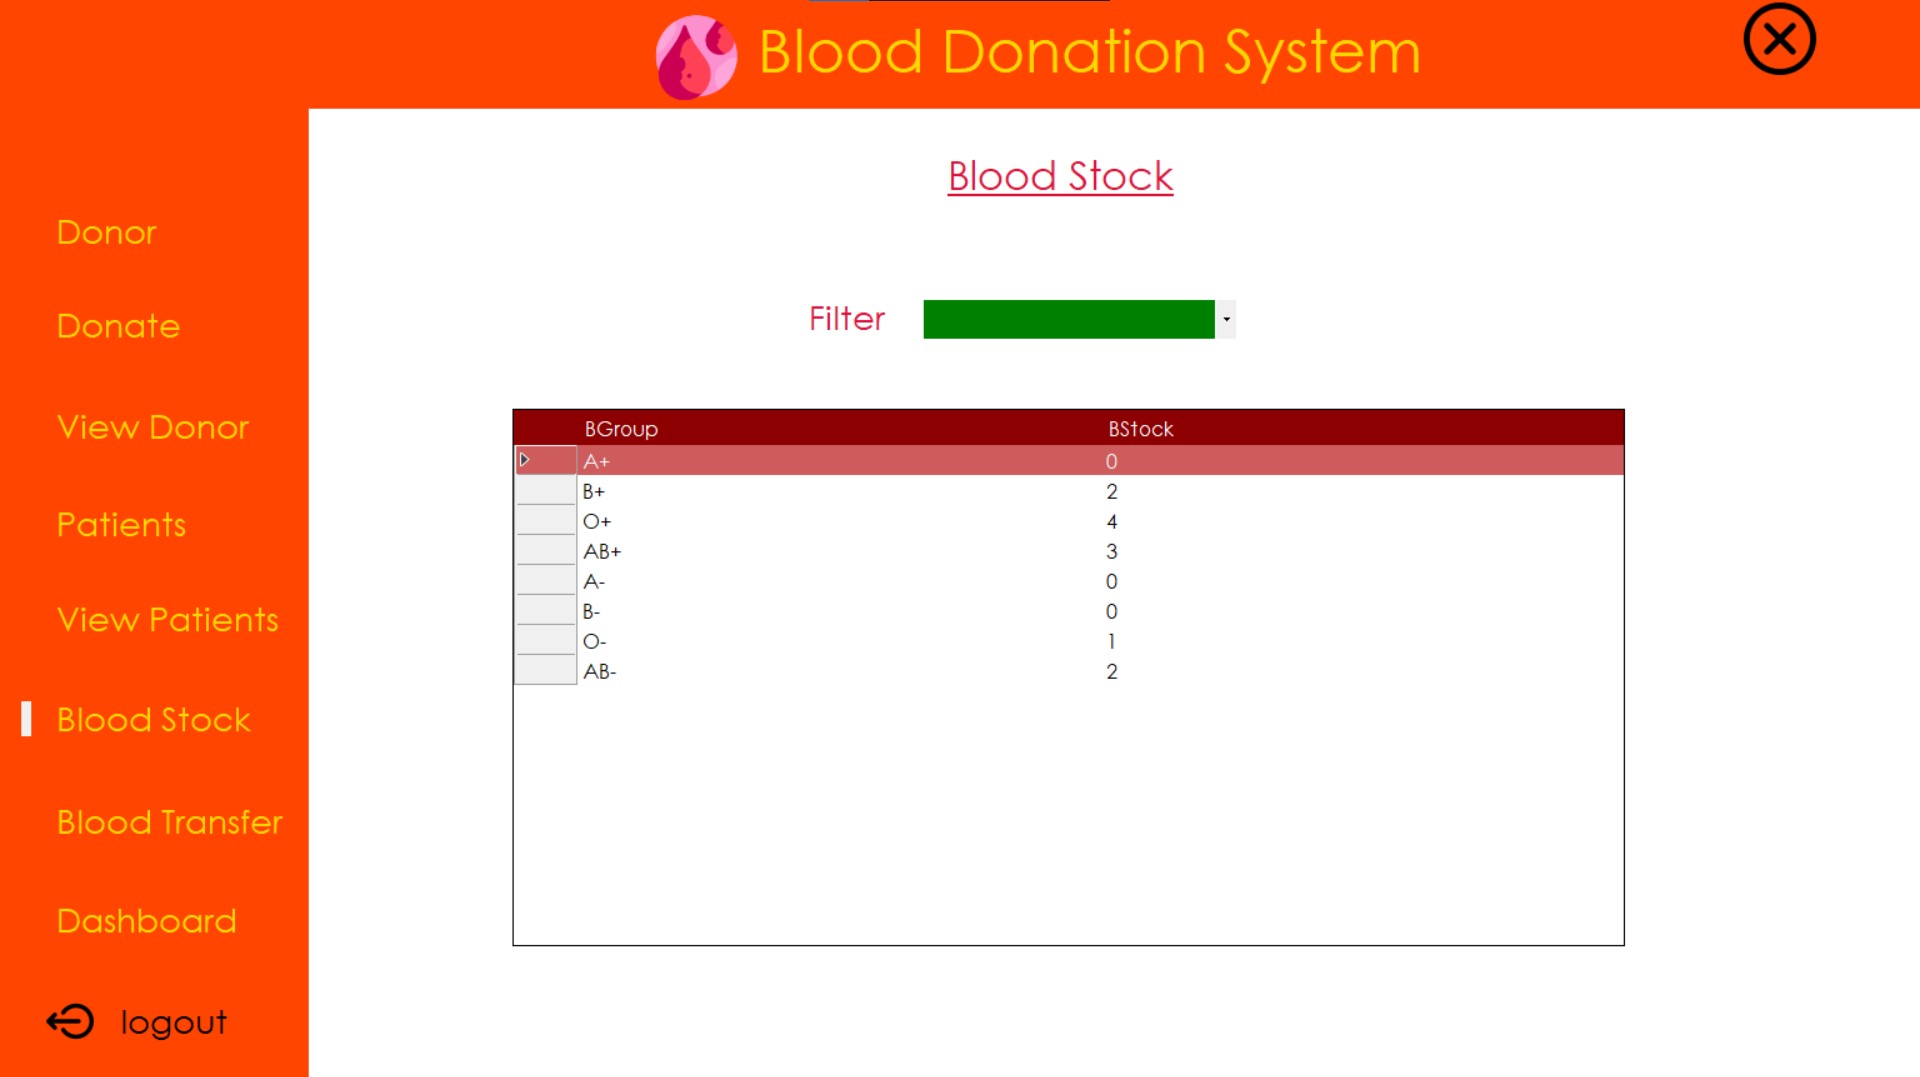 Blood Donation System
Blood Stock
Donor
Donate
View Donor
Patients
View Patients
Blood Stock
Blood Transfer
Dashboard
logout
Filter
BGroup BStock
A+ 0
B+ 2
O+ 4
AB+ 3
A- 0
B- 0
O- 1
AB- 2